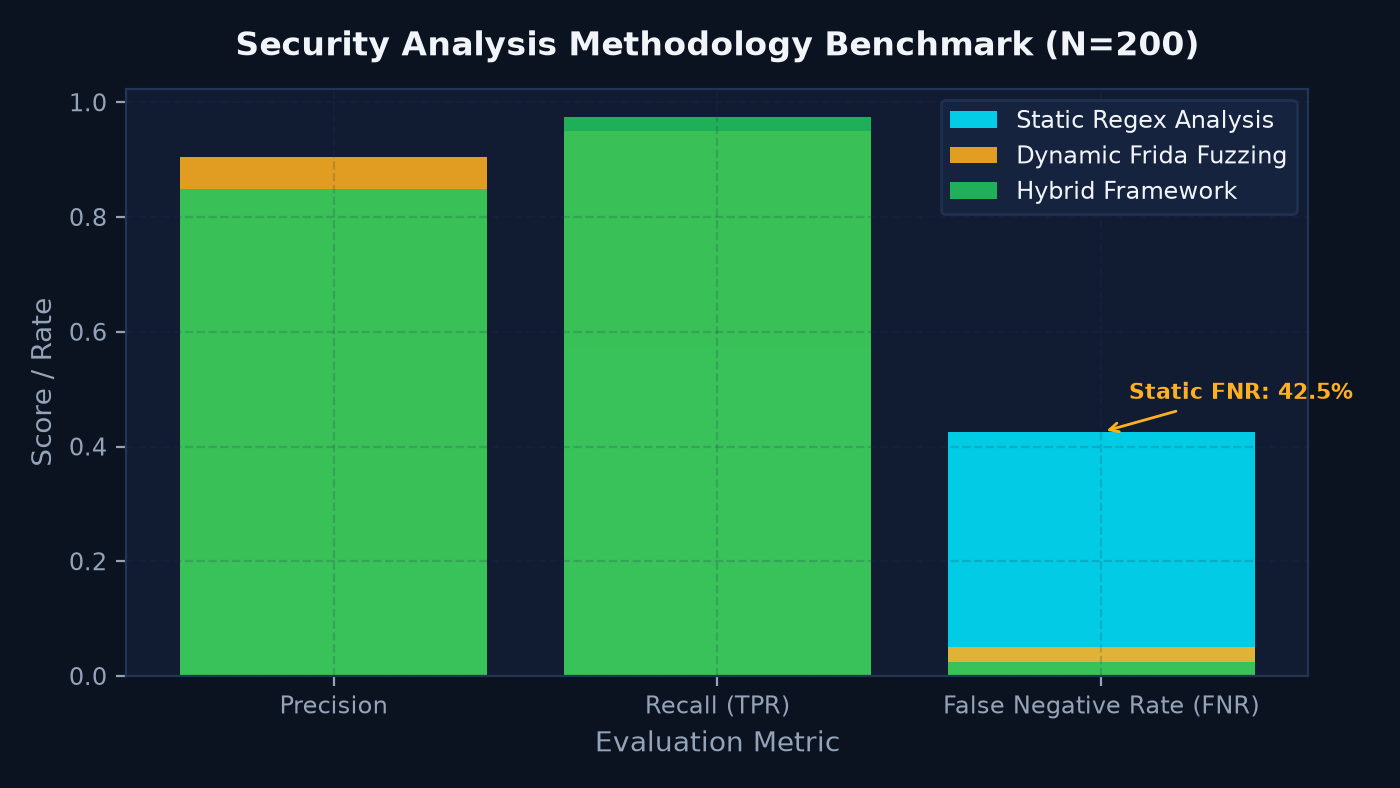 Security Analysis Methodology Benchmark (N=200)
Static Regex Analysis
Dynamic Frida Fuzzing
Hybrid Framework
Score / Rate
1.0
0.8
0.6
0.4
0.2
0.0
Static FNR: 42.5%
Precision
Recall (TPR)
False Negative Rate (FNR)
Evaluation Metric